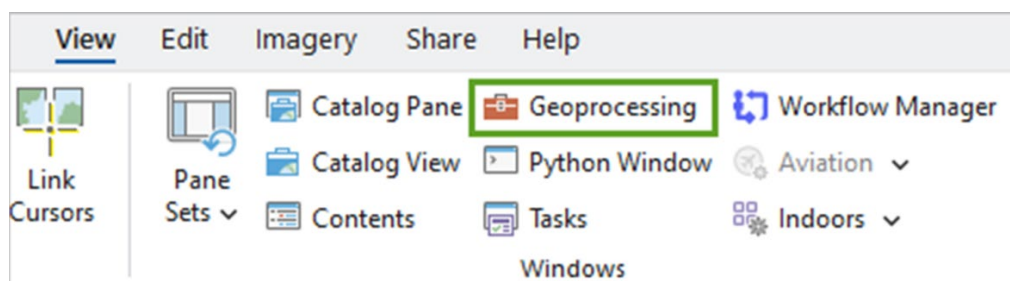 View Edit Imagery Share Help
Catalog Pane Geoprocessing Workflow Manager
Catalog View Python Window Aviation
Link Cursors
Pane Sets
Contents Tasks Indoors
Windows